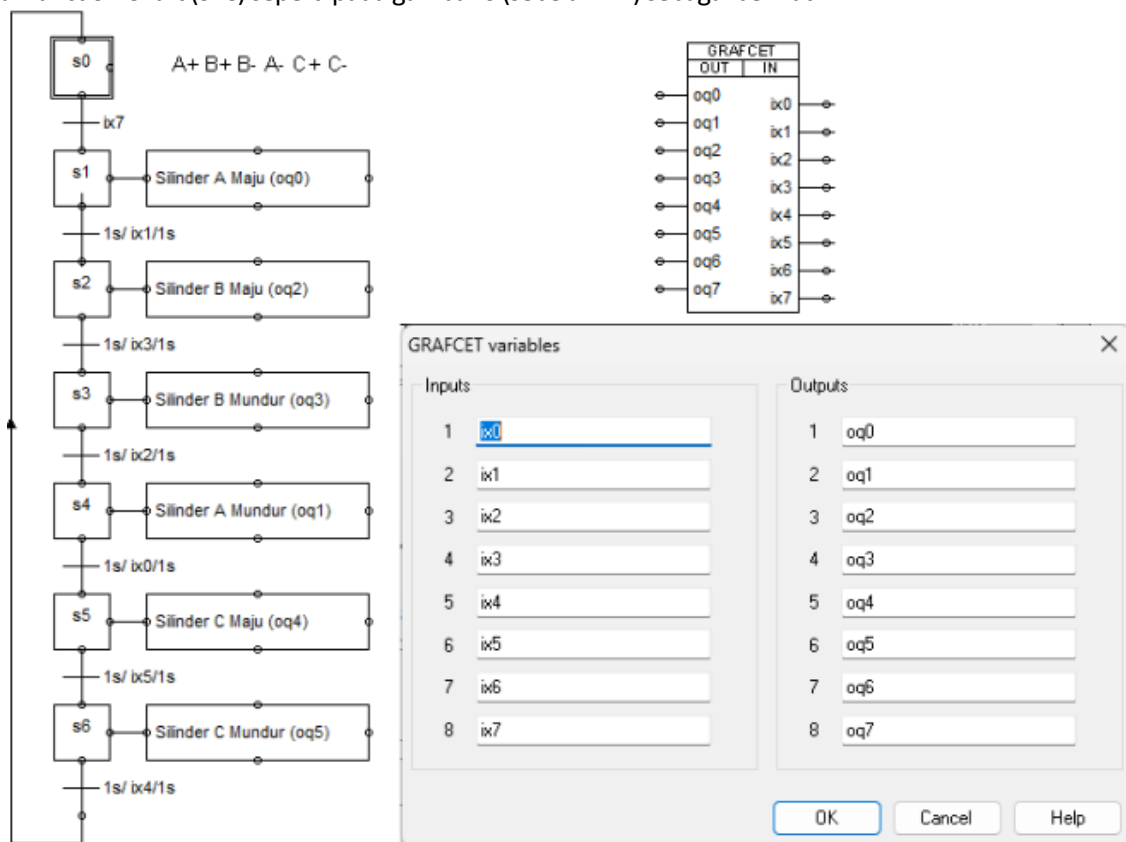 s0
A+ B+ B- A- C+ C-
ix7
s1
Silinder A Maju (oq0)
1s/ ix1/1s
s2
Silinder B Maju (oq2)
1s/ ix3/1s
s3
Silinder B Mundur (oq3)
1s/ ix2/1s
s4
Silinder A Mundur (oq1)
1s/ ix0/1s
s5
Silinder C Maju (oq4)
1s/ ix5/1s
s6
Silinder C Mundur (oq5)
1s/ ix4/1s
GRAFCET
OUT IN
oq0 ix0
oq1 ix1
oq2 ix2
oq3 ix3
oq4 ix4
oq5 ix5
oq6 ix6
oq7 ix7
GRAFCET variables
Inputs Outputs
1 ix0 1 oq0
2 ix1 2 oq1
3 ix2 3 oq2
4 ix3 4 oq3
5 ix4 5 oq4
6 ix5 6 oq5
7 ix6 7 oq6
8 ix7 8 oq7
OK Cancel Help